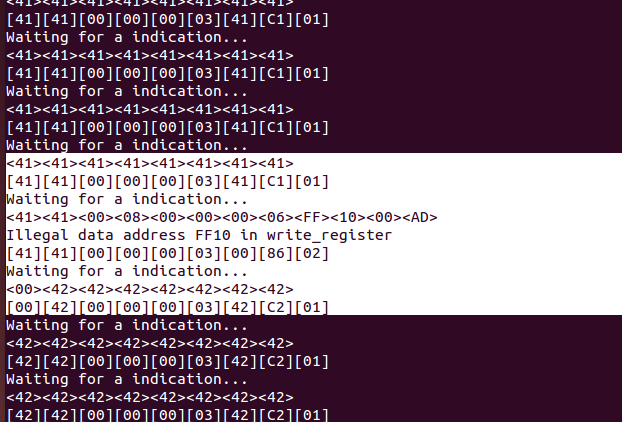 <41><41><41><41><41><41><41><41>
[41][41][00][00][00][03][41][C1][01]
Waiting for a indication...
<41><41><41><41><41><41><41><41>
[41][41][00][00][00][03][41][C1][01]
Waiting for a indication...
<41><41><41><41><41><41><41><41>
[41][41][00][00][00][03][41][C1][01]
Waiting for a indication...
<41><41><41><41><41><41><41><41>
[41][41][00][00][00][03][41][C1][01]
Waiting for a indication...
<41><41><00><08><00><00><00><06><FF><10><00><AD>
Illegal data address FF10 in write_register
[41][41][00][00][00][03][00][86][02]
Waiting for a indication...
<00><42><42><42><42><42><42><42>
[00][42][00][00][00][03][42][C2][01]
Waiting for a indication...
<42><42><42><42><42><42><42><42>
[42][42][00][00][00][03][42][C2][01]
Waiting for a indication...
<42><42><42><42><42><42><42><42>
[42][42][00][00][00][03][42][C2][01]